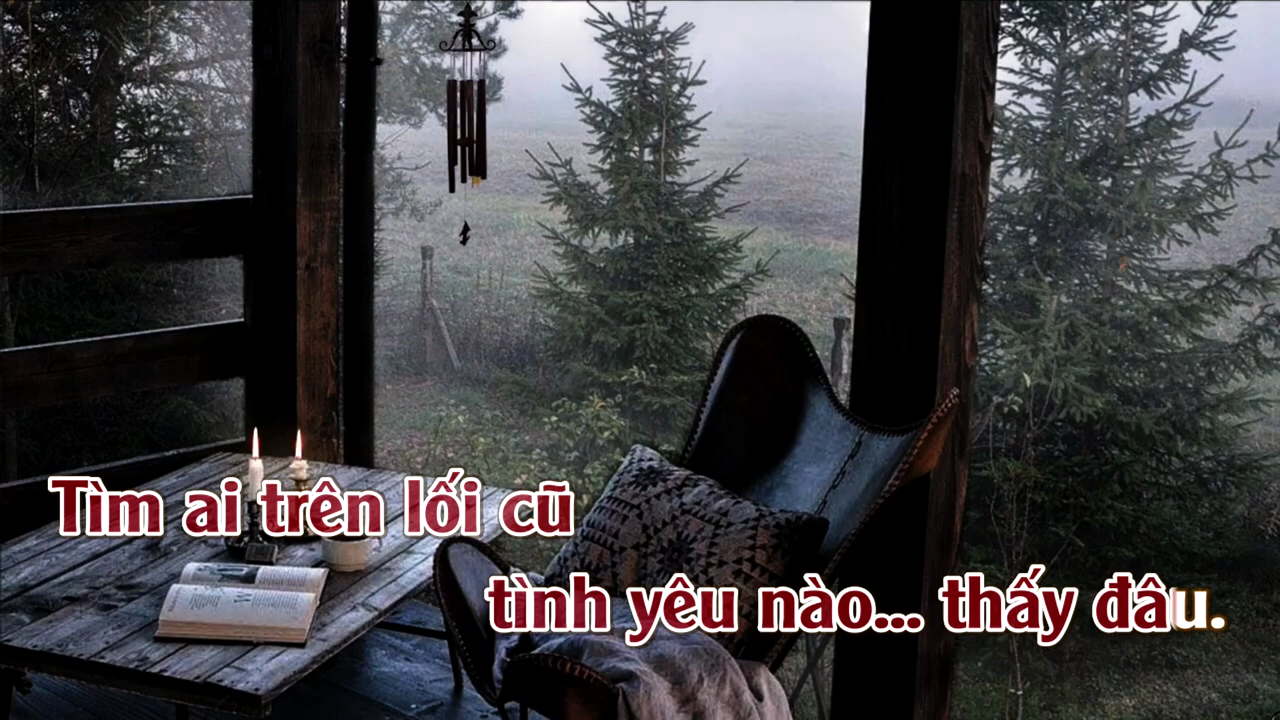 Tìm ai trên lối cũ
tình yêu nào... thấy đâu.